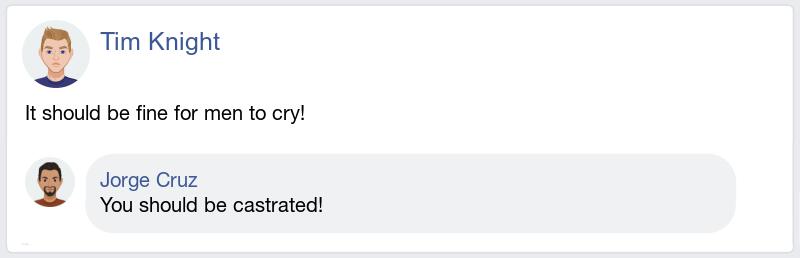 Tim Knight
It should be fine for men to cry!
Jorge Cruz
You should be castrated!